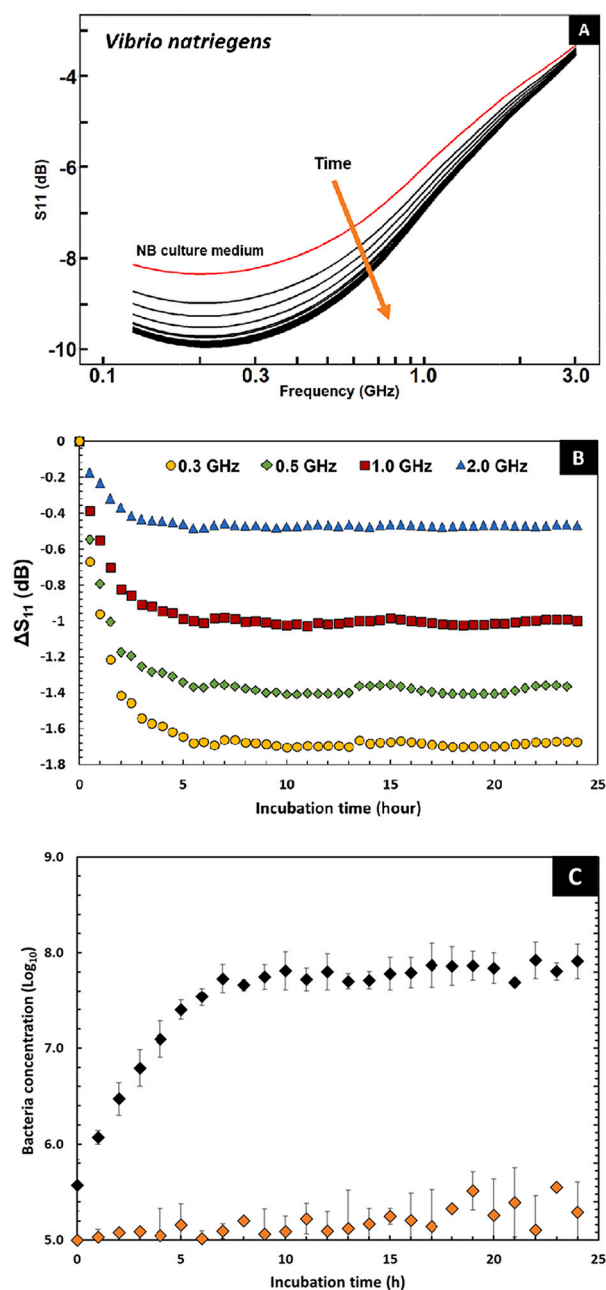 Vibrio natriegens
A
-4
-6
-8
-10
S11 (dB)
Time
NB culture medium
0.1
0.3
1.0
3.0
Frequency (GHz)
B
0.3 GHz 0.5 GHz 1.0 GHz 2.0 GHz
0
-0.2
-0.4
-0.6
-0.8
-1
-1.2
-1.4
-1.6
-1.8
ΔS11 (dB)
0 5 10 15 20 25
Incubation time (hour)
C
9.0
8.0
7.0
6.0
5.0
Bacteria concentration (Log10)
0 5 10 15 20 25
Incubation time (h)